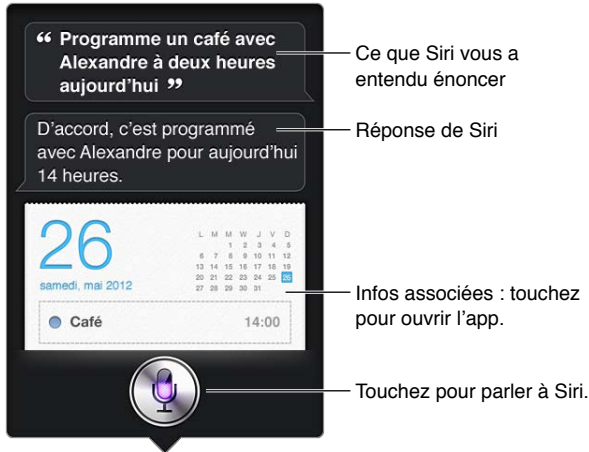 “ Programme un café avec
Alexandre à deux heures
aujourd’hui ”
Ce que Siri vous a
entendu énoncer
D’accord, c’est programmé
avec Alexandre pour aujourd’hui
14 heures.
Réponse de Siri
26
samedi, mai 2012
L M M W J V D
1 2 3 4 5
6 7 8 9 10 11 12
13 14 15 16 17 18 19
20 21 22 23 24 25 26
27 28 29 30 31
Café 14:00
Infos associées : touchez
pour ouvrir l’app.
Touchez pour parler à Siri.